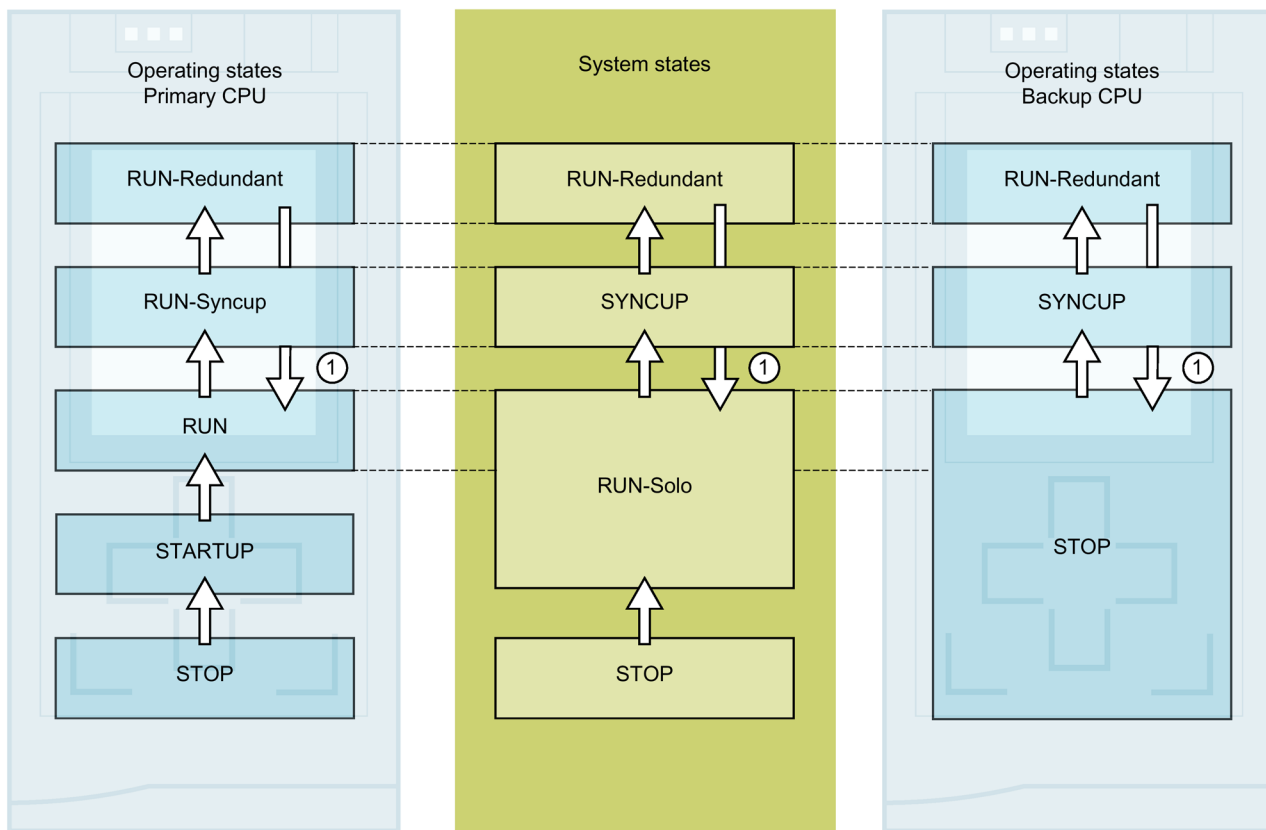 Operating states
Primary CPU
System states
Operating states
Backup CPU
RUN-Redundant
RUN-Redundant
RUN-Redundant
RUN-Syncup
SYNCUP
SYNCUP
1
1
1
RUN
RUN-Solo
STARTUP
STOP
STOP
STOP